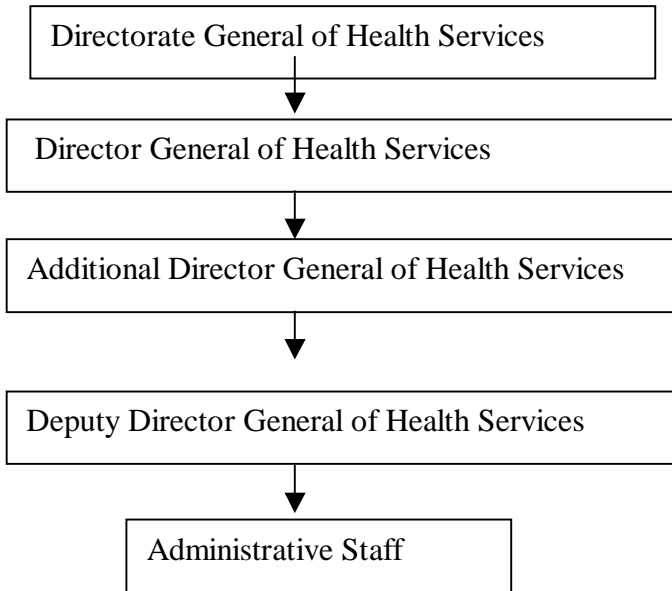 Directorate General of Health Services
Director General of Health Services
Additional Director General of Health Services
Deputy Director General of Health Services
Administrative Staff